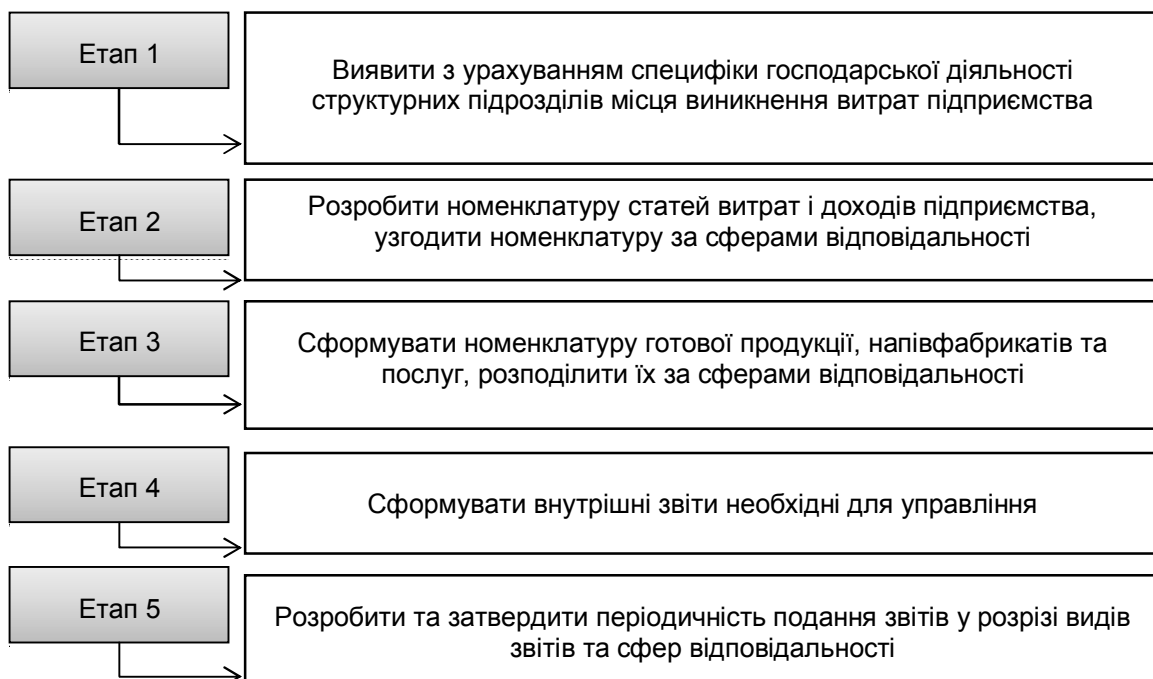 Етап 1
Виявити з урахуванням специфіки господарської діяльності
структурних підрозділів місця виникнення витрат підприємства
Етап 2
Розробити номенклатуру статей витрат і доходів підприємства,
узгодити номенклатуру за сферами відповідальності
Етап 3
Сформувати номенклатуру готової продукції, напівфабрикатів та
послуг, розподілити їх за сферами відповідальності
Етап 4
Сформувати внутрішні звіти необхідні для управління
Етап 5
Розробити та затвердити періодичність подання звітів у розрізі видів
звітів та сфер відповідальності